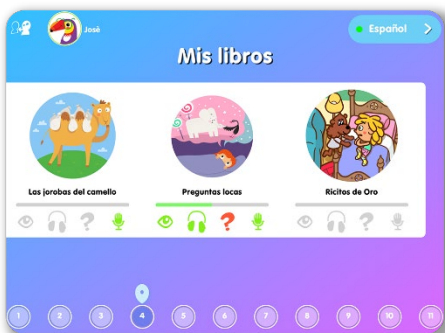 José
Español
Mis libros
Las jorobas del camello
Preguntas locas
Ricitos de Oro
? ? ?
1 2 3 4 5 6 7 8 9 10 11